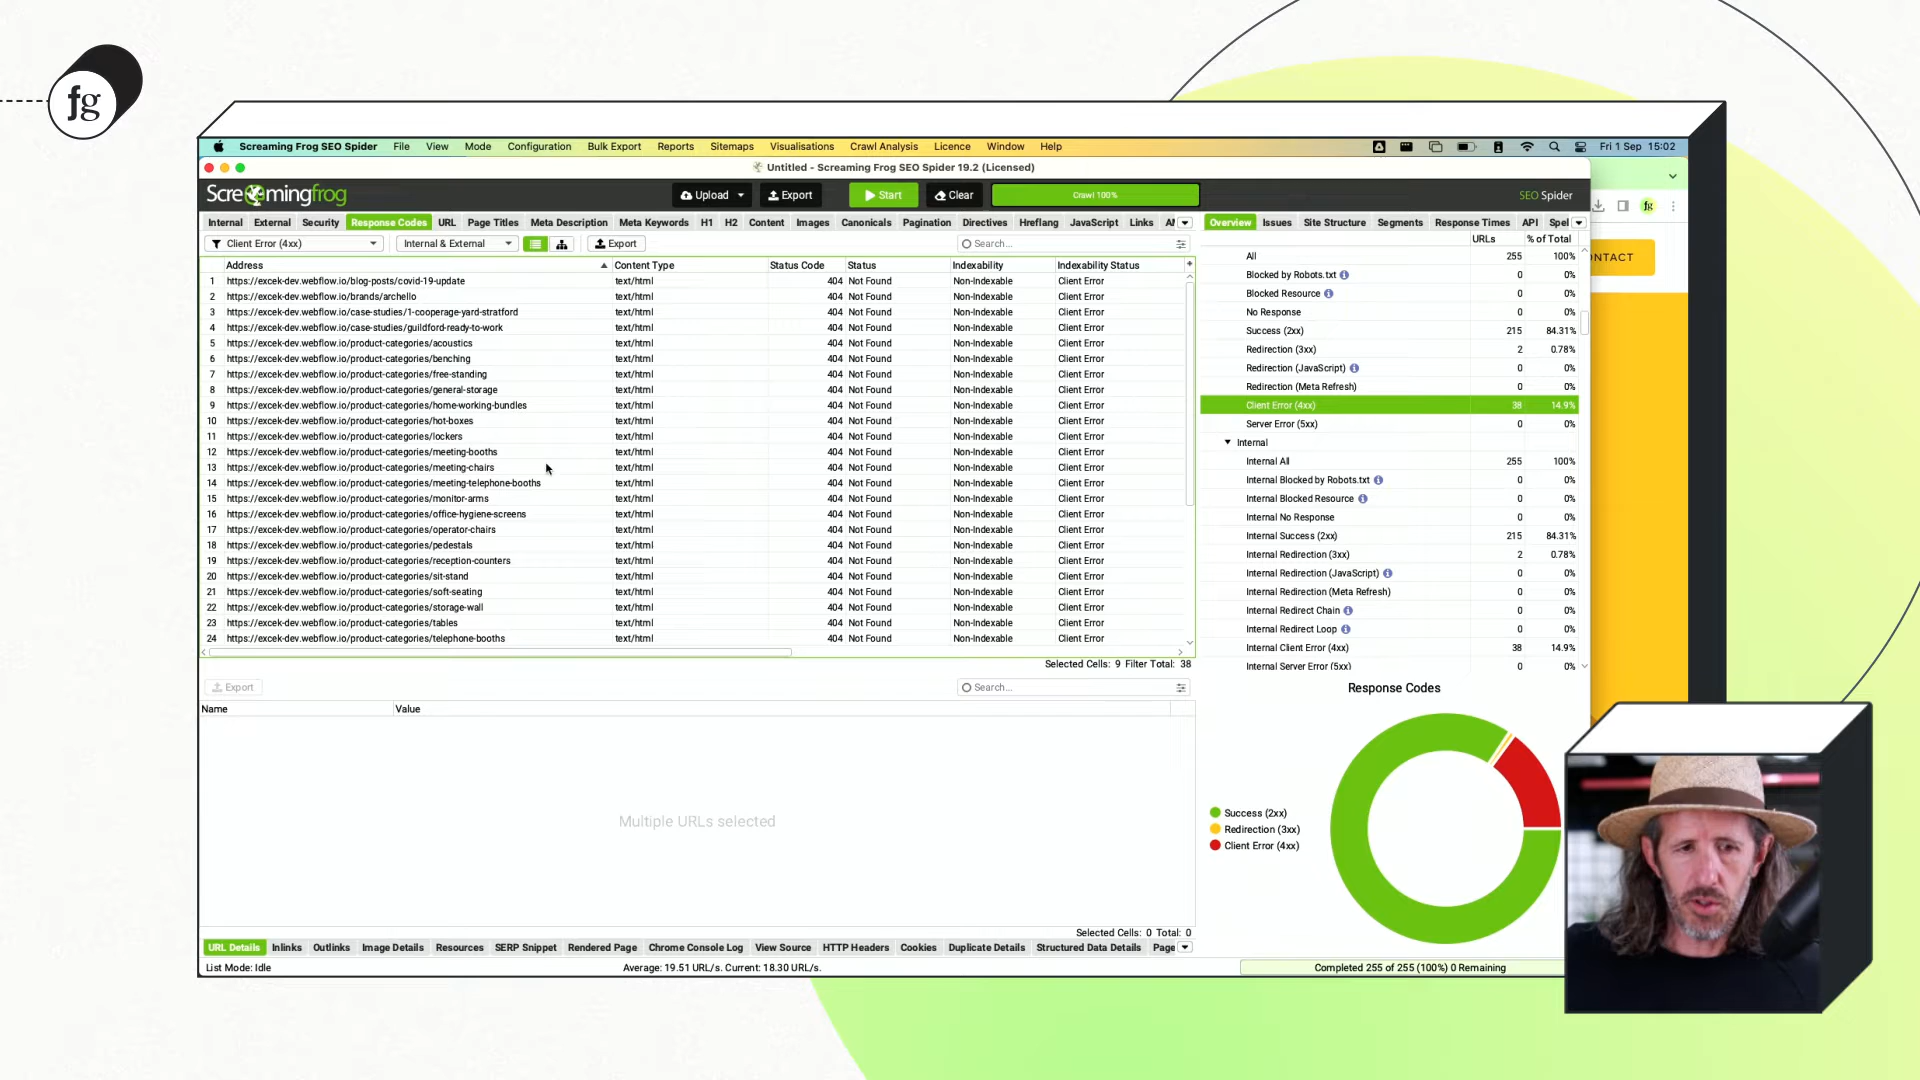 fg
Screaming Frog SEO Spider File View Mode Configuration Bulk Export Reports Sitemaps Visualisations Crawl Analysis Licence Window Help Fri 1 Sep 15:02
Untitled - Screaming Frog SEO Spider 19.2 (Licensed)
Screamingfrog Upload Export Start Clear Crawl 100% SEO Spider
fg
Internal External Security Response Codes URL Page Titles Meta Description Meta Keywords H1 H2 Content Images Canonicals Pagination Directives Hreflang JavaScript Links
Overview Issues Site Structure Segments Response Times API Spel
Client Error (4xx) Internal & External Export Search...
Address Content Type Status Code Status Indexability Indexability Status
1 https://excek-dev.webflow.io/blog-posts/covid-19-update text/html 404 Not Found Non-Indexable Client Error
2 https://excek-dev.webflow.io/brands/archello text/html 404 Not Found Non-Indexable Client Error
3 https://excek-dev.webflow.io/case-studies/1-cooperage-yard-stratford text/html 404 Not Found Non-Indexable Client Error
4 https://excek-dev.webflow.io/case-studies/guildford-ready-to-work text/html 404 Not Found Non-Indexable Client Error
5 https://excek-dev.webflow.io/product-categories/acoustics text/html 404 Not Found Non-Indexable Client Error
6 https://excek-dev.webflow.io/product-categories/benching text/html 404 Not Found Non-Indexable Client Error
7 https://excek-dev.webflow.io/product-categories/free-standing text/html 404 Not Found Non-Indexable Client Error
8 https://excek-dev.webflow.io/product-categories/general-storage text/html 404 Not Found Non-Indexable Client Error
9 https://excek-dev.webflow.io/product-categories/home-working-bundles text/html 404 Not Found Non-Indexable Client Error
10 https://excek-dev.webflow.io/product-categories/hot-boxes text/html 404 Not Found Non-Indexable Client Error
11 https://excek-dev.webflow.io/product-categories/lockers text/html 404 Not Found Non-Indexable Client Error
12 https://excek-dev.webflow.io/product-categories/meeting-booths text/html 404 Not Found Non-Indexable Client Error
13 https://excek-dev.webflow.io/product-categories/meeting-chairs text/html 404 Not Found Non-Indexable Client Error
14 https://excek-dev.webflow.io/product-categories/meeting-telephone-booths text/html 404 Not Found Non-Indexable Client Error
15 https://excek-dev.webflow.io/product-categories/monitor-arms text/html 404 Not Found Non-Indexable Client Error
16 https://excek-dev.webflow.io/product-categories/office-hygiene-screens text/html 404 Not Found Non-Indexable Client Error
17 https://excek-dev.webflow.io/product-categories/operator-chairs text/html 404 Not Found Non-Indexable Client Error
18 https://excek-dev.webflow.io/product-categories/pedestals text/html 404 Not Found Non-Indexable Client Error
19 https://excek-dev.webflow.io/product-categories/reception-counters text/html 404 Not Found Non-Indexable Client Error
20 https://excek-dev.webflow.io/product-categories/sit-stand text/html 404 Not Found Non-Indexable Client Error
21 https://excek-dev.webflow.io/product-categories/soft-seating text/html 404 Not Found Non-Indexable Client Error
22 https://excek-dev.webflow.io/product-categories/storage-wall text/html 404 Not Found Non-Indexable Client Error
23 https://excek-dev.webflow.io/product-categories/tables text/html 404 Not Found Non-Indexable Client Error
24 https://excek-dev.webflow.io/product-categories/telephone-booths text/html 404 Not Found Non-Indexable Client Error
Selected Cells: 9 Filter Total: 38
Export Search...
Name Value
Multiple URLs selected
Selected Cells: 0 Total: 0
URL Details Inlinks Outlinks Image Details Resources SERP Snippet Rendered Page Chrome Console Log View Source HTTP Headers Cookies Duplicate Details Structured Data Details Page
List Mode: Idle Average: 19.51 URL/s. Current: 18.30 URL/s. Completed 255 of 255 (100%) 0 Remaining
URLs % of Total
All 255 100%
Blocked by Robots.txt 0 0%
Blocked Resource 0 0%
No Response 0 0%
Success (2xx) 215 84.31%
Redirection (3xx) 2 0.78%
Redirection (JavaScript) 0 0%
Redirection (Meta Refresh) 0 0%
Client Error (4xx) 38 14.9%
Server Error (5xx) 0 0%
Internal
Internal All 255 100%
Internal Blocked by Robots.txt 0 0%
Internal Blocked Resource 0 0%
Internal No Response 0 0%
Internal Success (2xx) 215 84.31%
Internal Redirection (3xx) 2 0.78%
Internal Redirection (JavaScript) 0 0%
Internal Redirection (Meta Refresh) 0 0%
Internal Redirect Chain 0 0%
Internal Redirect Loop 0 0%
Internal Client Error (4xx) 38 14.9%
Internal Server Error (5xx) 0 0%
Response Codes
Success (2xx)
Redirection (3xx)
Client Error (4xx)
NTACT